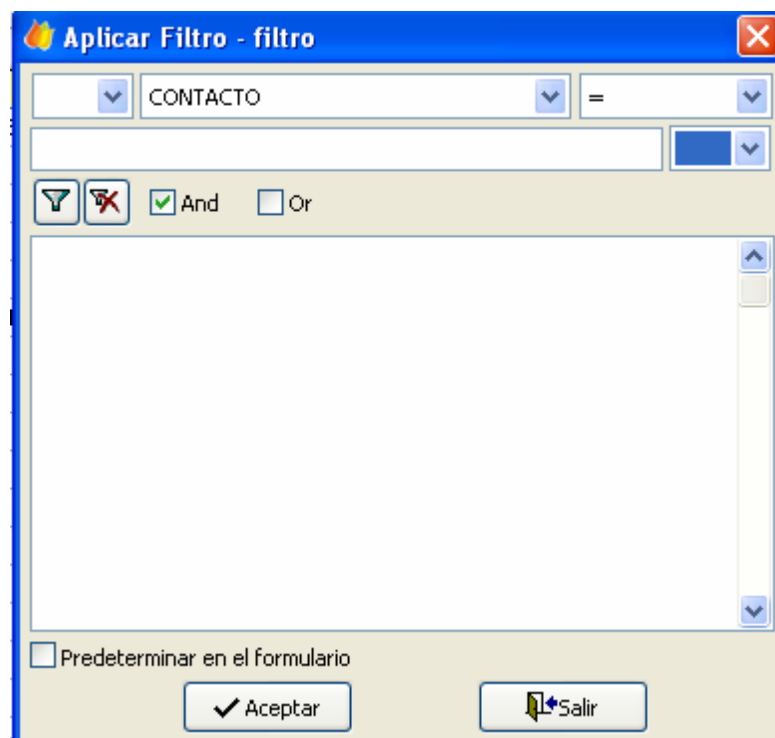 Aplicar Filtro - filtro
CONTACTO =
And Or
Predeterminar en el formulario
Aceptar Salir